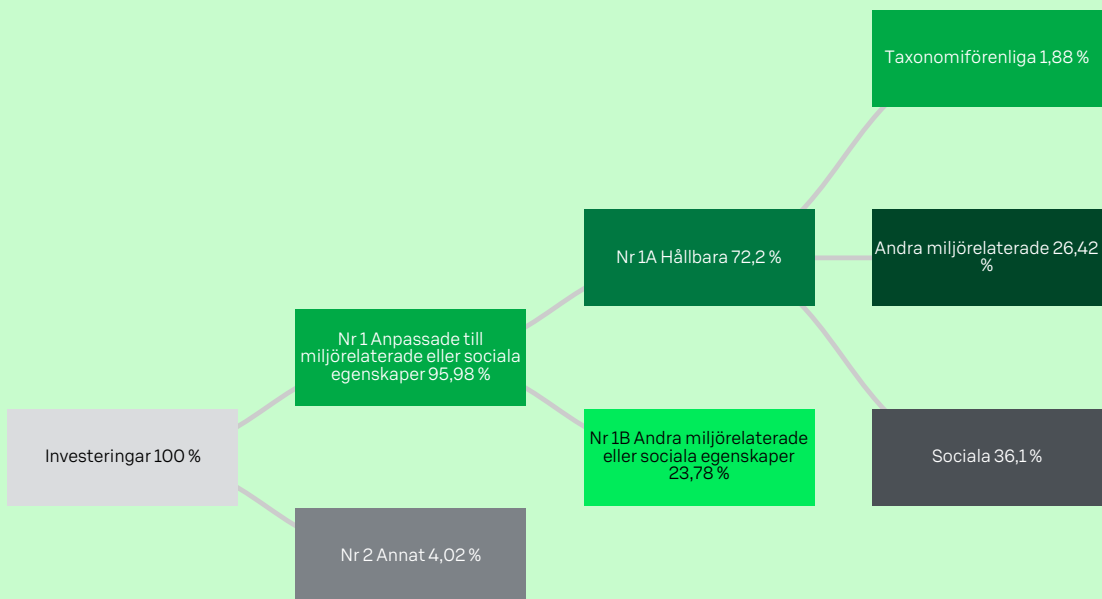 Taxonomiförenliga 1,88 %
Nr 1A Hållbara 72,2 %
Andra miljörelaterade 26,42
%
Nr 1 Anpassade till
miljörelaterade eller sociala
egenskaper 95,98 %
Investeringar 100 %
Nr 1B Andra miljörelaterade
eller sociala egenskaper
23,78 %
Sociala 36,1 %
Nr 2 Annat 4,02 %